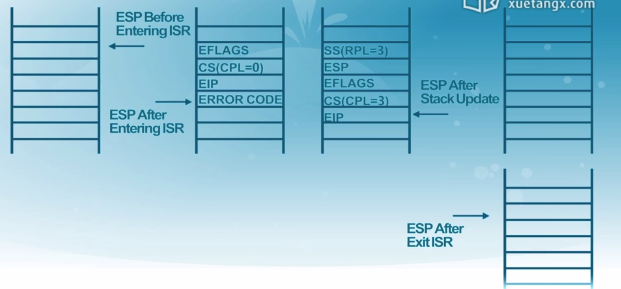 xuetangx.com
ESP Before
Entering ISR
EFLAGS
CS(CPL=0)
EIP
ERROR CODE
ESP After
Entering ISR
SS(RPL=3)
ESP
EFLAGS
CS(CPL=3)
EIP
ESP After
Stack Update
ESP After
Exit ISR